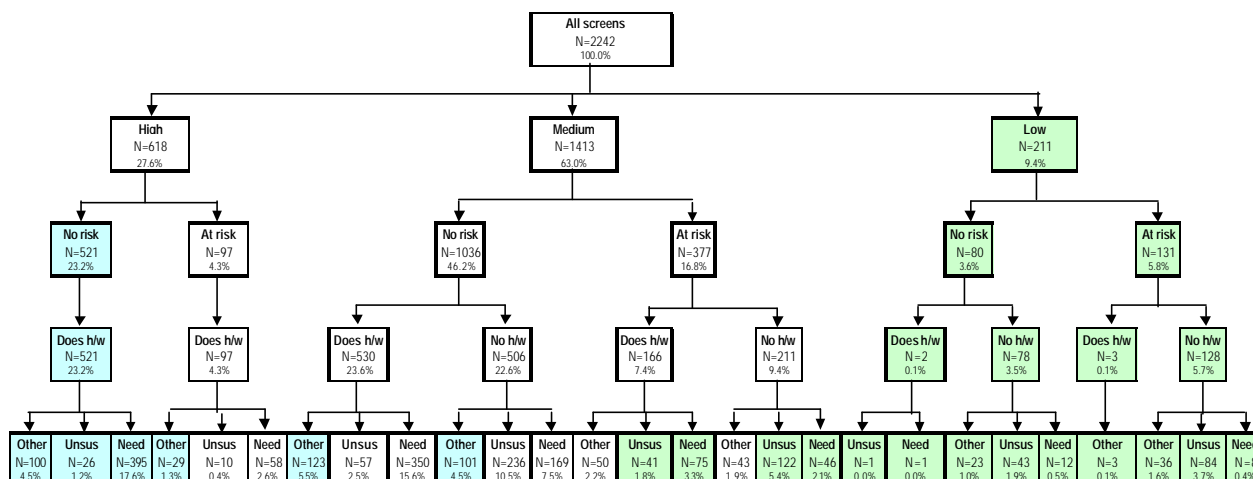 All screens
N=2242
100.0%
High
N=618
27.6%
Medium
N=1413
63.0%
Low
N=211
9.4%
No risk
N=521
23.2%
At risk
N=97
4.3%
No risk
N=1036
46.2%
At risk
N=377
16.8%
No risk
N=80
3.6%
At risk
N=131
5.8%
Does h/w
N=521
23.2%
Does h/w
N=97
4.3%
Does h/w
N=530
23.6%
No h/w
N=506
22.6%
Does h/w
N=166
7.4%
No h/w
N=211
9.4%
Does h/w
N=2
0.1%
No h/w
N=78
3.5%
Does h/w
N=3
0.1%
No h/w
N=128
5.7%
Other
N=100
4.5%
Unsus
N=26
1.2%
Need
N=395
17.6%
Other
N=29
1.3%
Unsus
N=10
0.4%
Need
N=58
2.6%
Other
N=123
5.5%
Unsus
N=57
2.5%
Need
N=350
15.6%
Other
N=101
4.5%
Unsus
N=236
10.5%
Need
N=169
7.5%
Other
N=50
2.2%
Unsus
N=41
1.8%
Need
N=75
3.3%
Other
N=43
1.9%
Unsus
N=122
5.4%
Need
N=46
2.1%
Unsus
N=1
0.0%
Need
N=1
0.0%
Other
N=23
1.0%
Unsus
N=43
1.9%
Need
N=12
0.5%
Other
N=3
0.1%
Other
N=36
1.6%
Unsus
N=84
3.7%
Need
N=8
0.4%